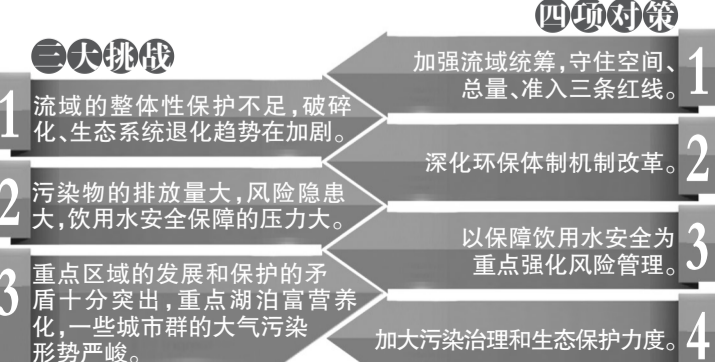 三大挑战
1
流域的整体性保护不足，破碎
化、生态系统退化趋势在加剧。
2
污染物的排放量大，风险隐患
大，饮用水安全保障的压力大。
3
重点区域的发展和保护的矛
盾十分突出，重点湖泊富营养
化，一些城市群的大气污染
形势严峻。
四项对策
加强流域统筹，守住空间、
总量、准入三条红线。
1
深化环保体制机制改革。
2
以保障饮用水安全为
重点强化风险管理。
3
加大污染治理和生态保护力度。
4